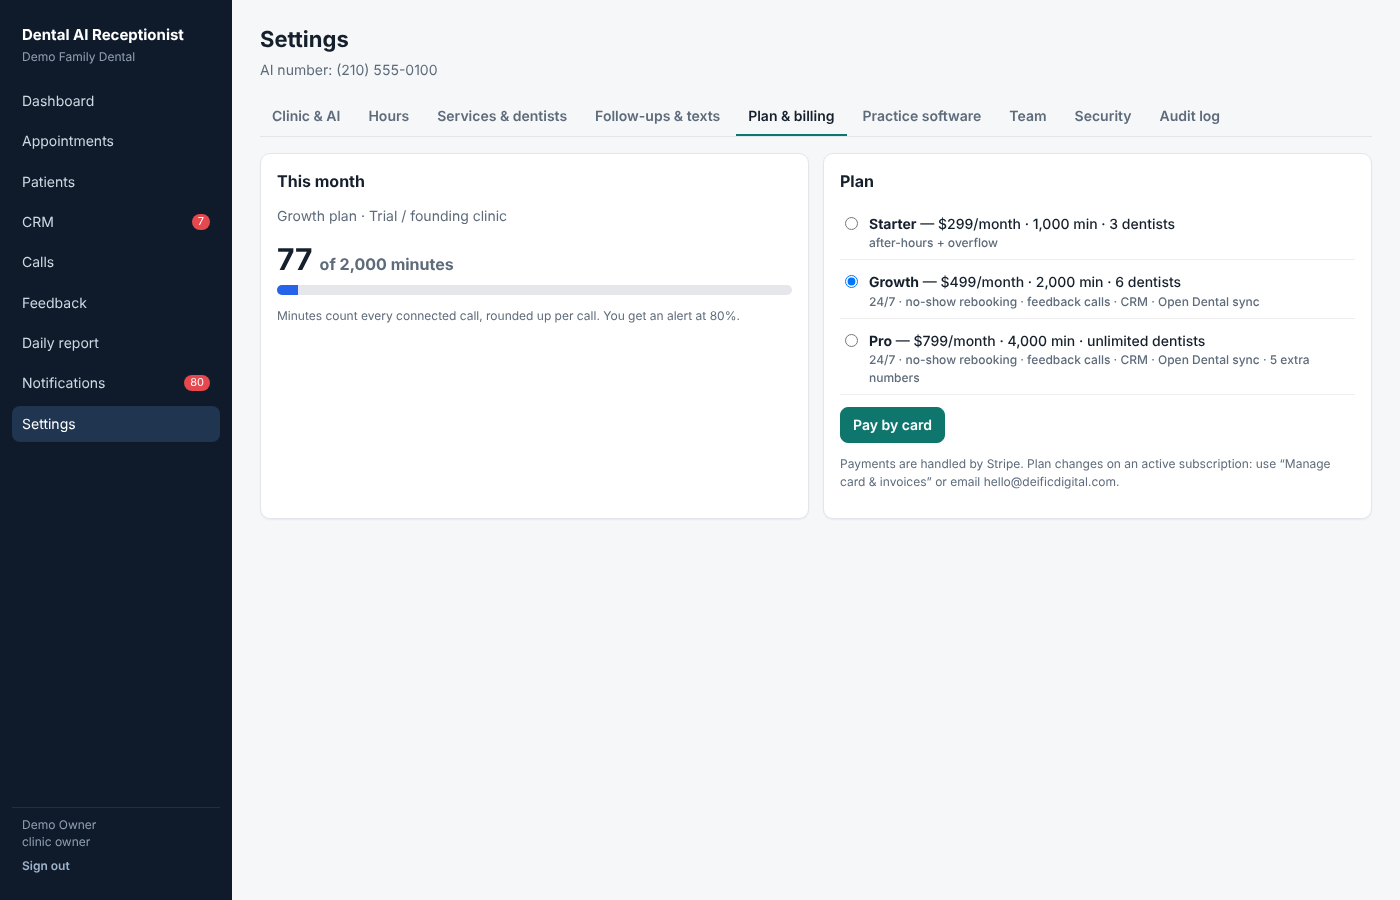 Dental AI Receptionist
Demo Family Dental
Dashboard
Appointments
Patients
CRM 7
Calls
Feedback
Daily report
Notifications 80
Settings
Demo Owner
clinic owner
Sign out
Settings
AI number: (210) 555-0100
Clinic & AI Hours Services & dentists Follow-ups & texts Plan & billing Practice software Team Security Audit log
This month
Growth plan · Trial / founding clinic
77 of 2,000 minutes
Minutes count every connected call, rounded up per call. You get an alert at 80%.
Plan
Starter — $299/month · 1,000 min · 3 dentists
after-hours + overflow
Growth — $499/month · 2,000 min · 6 dentists
24/7 · no-show rebooking · feedback calls · CRM · Open Dental sync
Pro — $799/month · 4,000 min · unlimited dentists
24/7 · no-show rebooking · feedback calls · CRM · Open Dental sync · 5 extra
numbers
Pay by card
Payments are handled by Stripe. Plan changes on an active subscription: use “Manage
card & invoices” or email hello@deificdigital.com.